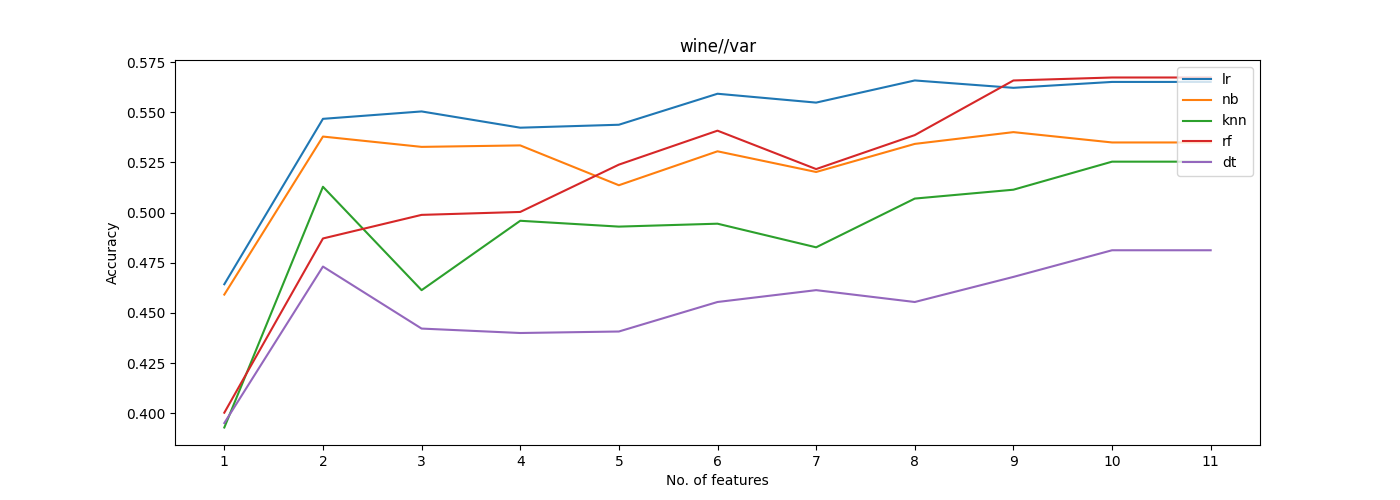 wine//var
0.575
0.550
0.525
0.500
0.475
0.450
0.425
0.400
Accuracy
1 2 3 4 5 6 7 8 9 10 11
No. of features
lr
nb
knn
rf
dt